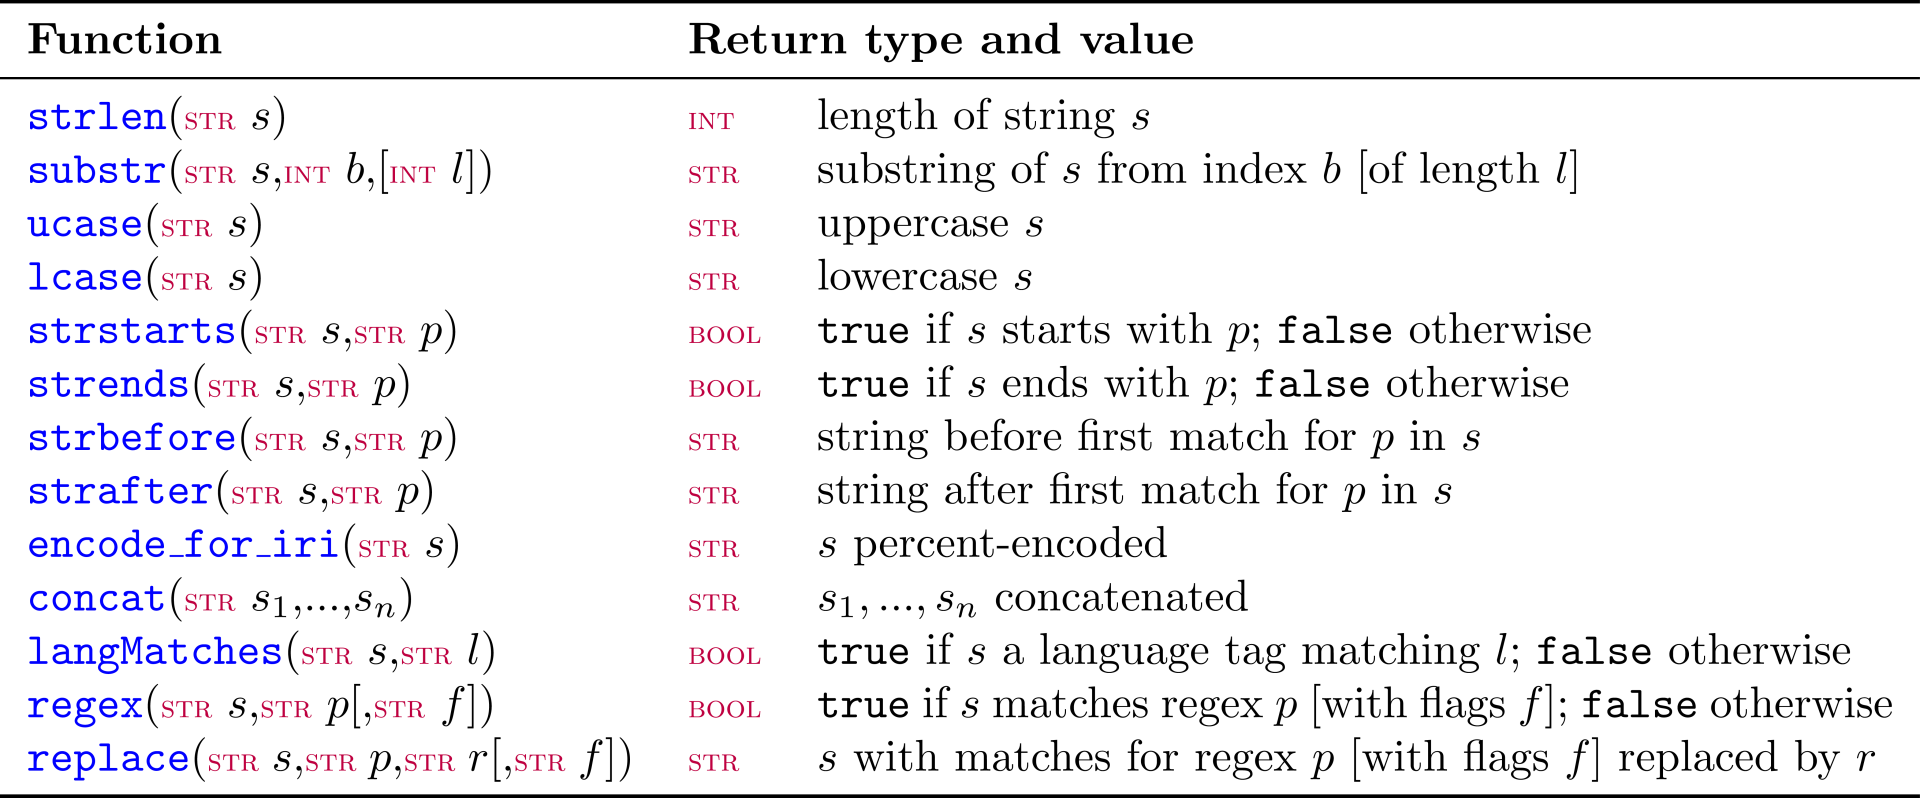 Function Return type and value
strlen(STR s) INT length of string s
substr(STR s,INT b,[INT l]) STR substring of s from index b [of length l]
ucase(STR s) STR uppercase s
lcase(STR s) STR lowercase s
strstarts(STR s,STR p) BOOL true if s starts with p; false otherwise
strends(STR s,STR p) BOOL true if s ends with p; false otherwise
strbefore(STR s,STR p) STR string before first match for p in s
strafter(STR s,STR p) STR string after first match for p in s
encode_for_iri(STR s) STR s percent-encoded
concat(STR s₁,...,sₙ) STR s₁, ..., sₙ concatenated
langMatches(STR s,STR l) BOOL true if s a language tag matching l; false otherwise
regex(STR s,STR p[,STR f]) BOOL true if s matches regex p [with flags f]; false otherwise
replace(STR s,STR p,STR r[,STR f]) STR s with matches for regex p [with flags f] replaced by r